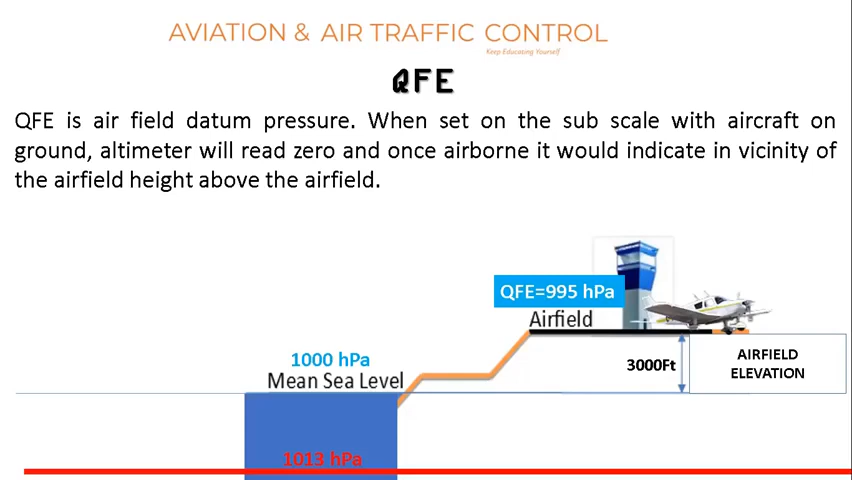 AVIATION & AIR TRAFFIC CONTROL
Keep Educating Yourself
QFE
QFE is air field datum pressure. When set on the sub scale with aircraft on
ground, altimeter will read zero and once airborne it would indicate in vicinity of
the airfield height above the airfield.
QFE=995 hPa
Airfield
1000 hPa
Mean Sea Level
3000Ft
AIRFIELD
ELEVATION
1013 hPa